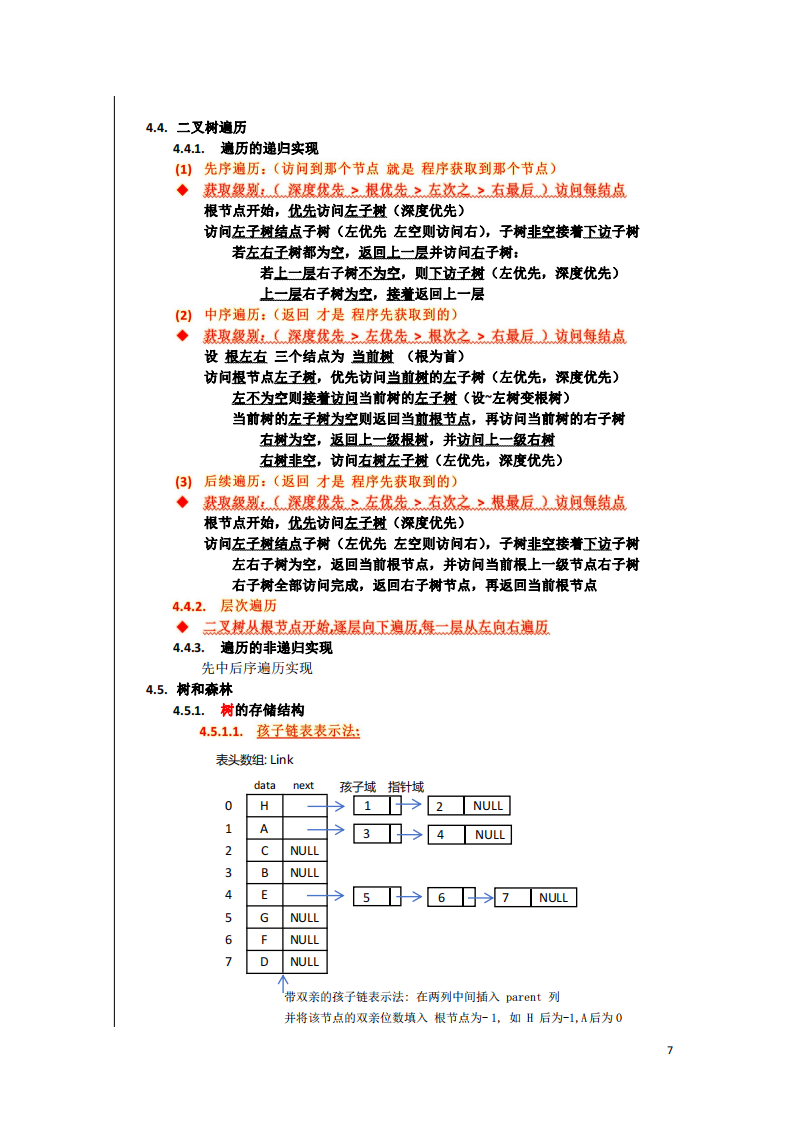 4.4. 二叉树遍历
4.4.1. 遍历的递归实现
(1) 先序遍历：（访问到那个节点 就是 程序获取到那个节点）
◆ 获取级别：( 深度优先 > 根优先 > 左次之 > 右最后 ) 访问每结点
根节点开始，优先访问左子树（深度优先）
访问左子树结点子树（左优先 左空则访问右），子树非空接着下访子树
若左右子树都为空，返回上一层并访问右子树：
若上一层右子树不为空，则下访子树（左优先，深度优先）
上一层右子树为空，接着返回上一层
(2) 中序遍历：（返回 才是 程序先获取到的）
◆ 获取级别：( 深度优先 > 左优先 > 根次之 > 右最后 ) 访问每结点
设 根左右 三个结点为 当前树 （根为首）
访问根节点左子树，优先访问当前树的左子树（左优先，深度优先）
左不为空则接着访问当前树的左子树（设~左树变根树）
当前树的左子树为空则返回当前根节点，再访问当前树的右子树
右树为空，返回上一级根树，并访问上一级右树
右树非空，访问右树左子树（左优先，深度优先）
(3) 后续遍历：（返回 才是 程序先获取到的）
◆ 获取级别：( 深度优先 > 左优先 > 右次之 > 根最后 ) 访问每结点
根节点开始，优先访问左子树（深度优先）
访问左子树结点子树（左优先 左空则访问右），子树非空接着下访子树
左右子树为空，返回当前根节点，并访问当前根上一级节点右子树
右子树全部访问完成，返回右子树节点，再返回当前根节点
4.4.2. 层次遍历
◆ 二叉树从根节点开始,逐层向下遍历,每一层从左向右遍历
4.4.3. 遍历的非递归实现
先中后序遍历实现
4.5. 树和森林
4.5.1. 树的存储结构
4.5.1.1. 孩子链表表示法:
表头数组: Link
data next 孩子域 指针域
0 H 1 2 NULL
1 A 3 4 NULL
2 C NULL
3 B NULL
4 E 5 6 7 NULL
5 G NULL
6 F NULL
7 D NULL
带双亲的孩子链表示法: 在两列中间插入 parent 列
并将该节点的双亲位数填入 根节点为-1, 如 H 后为-1,A后为0
7